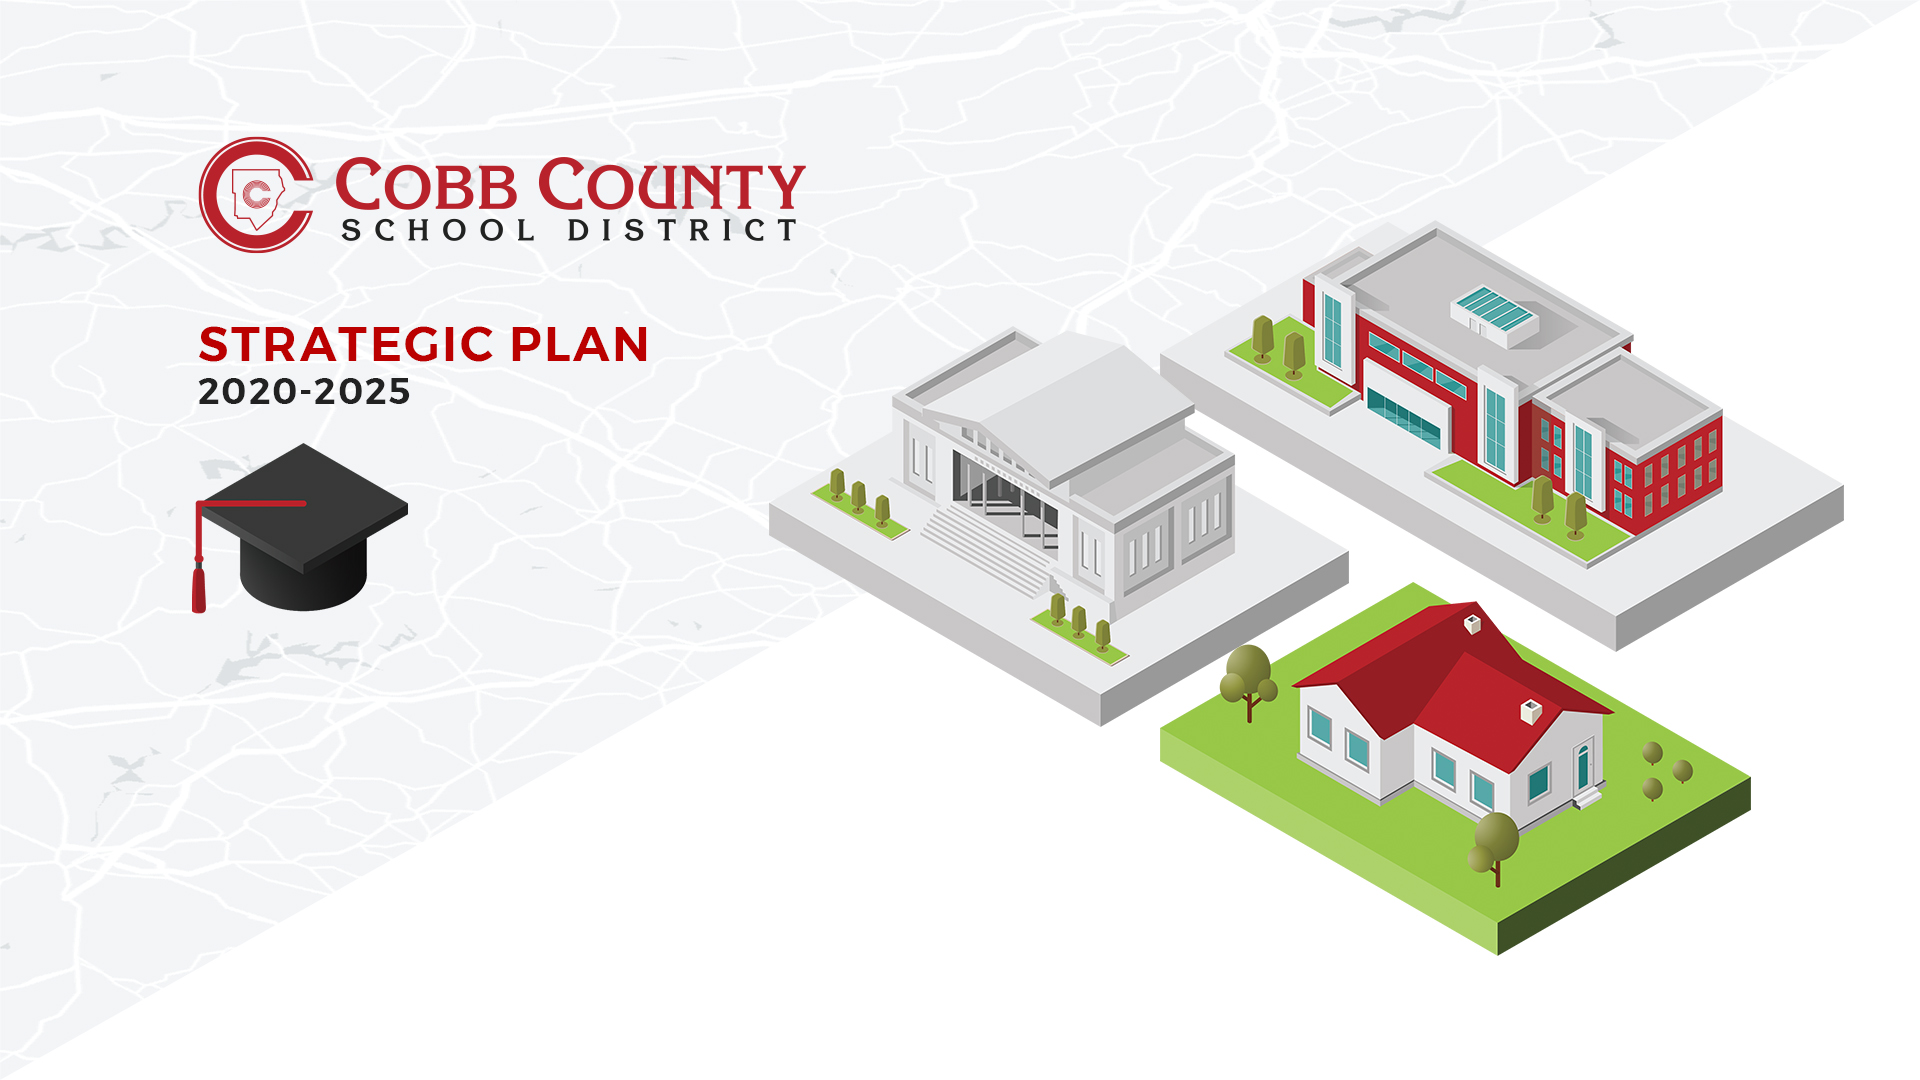 C
COBB COUNTY
SCHOOL DISTRICT
STRATEGIC PLAN
2020-2025